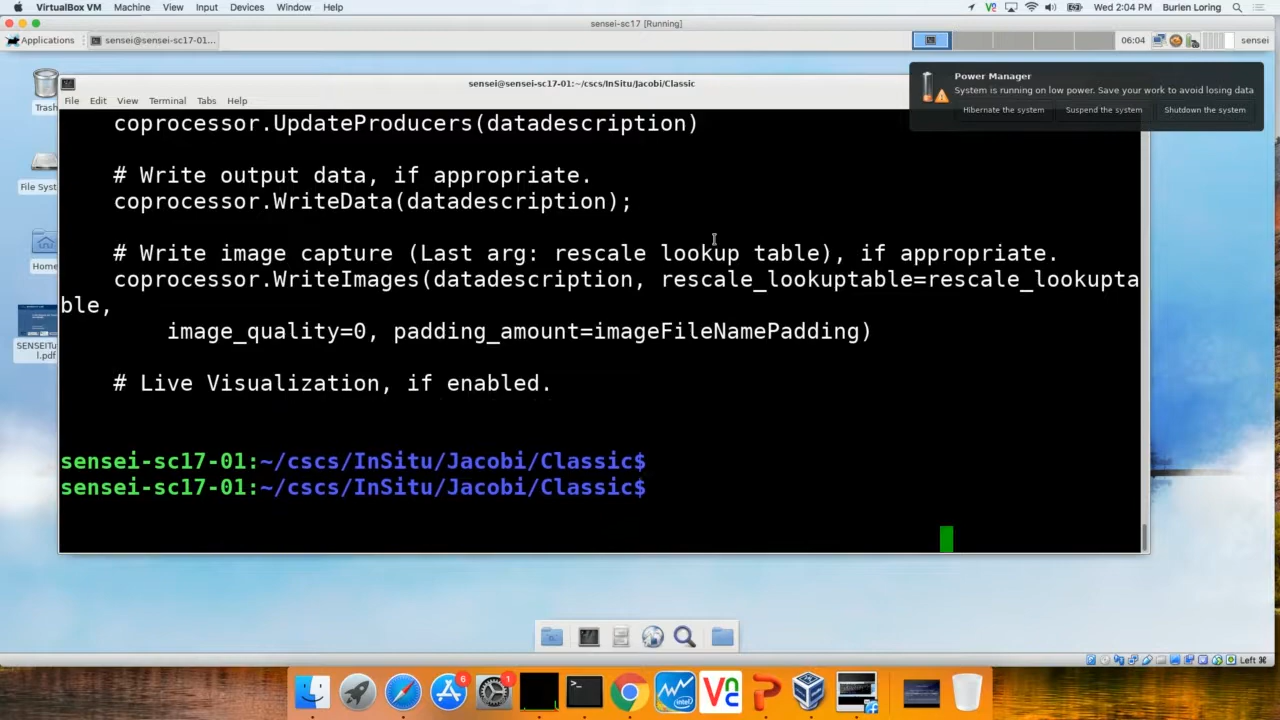 VirtualBox VM Machine View Input Devices Window Help
Wed 2:04 PM Burien Loring
sensei-sc17 [Running]
Applications
sensei@sensei-sc17-01...
06:04
sensei
sensei@sensei-sc17-01:~/cscs/InSitu/Jacobi/Classic
File Edit View Terminal Tabs Help
Power Manager
System is running on low power. Save your work to avoid losing data
Hibernate the system
Suspend the system
Shutdown the system
Trash
File Sys
Home
SENSEITu
l.pdf
coprocessor.UpdateProducers(datadescription)
# Write output data, if appropriate.
coprocessor.WriteData(datadescription);
# Write image capture (Last arg: rescale lookup table), if appropriate.
coprocessor.WriteImages(datadescription, rescale_lookuptable=rescale_lookupta
ble,
image_quality=0, padding_amount=imageFileNamePadding)
# Live Visualization, if enabled.
sensei-sc17-01:~/cscs/InSitu/Jacobi/Classic$
sensei-sc17-01:~/cscs/InSitu/Jacobi/Classic$
Left ⌘
6
1
intel